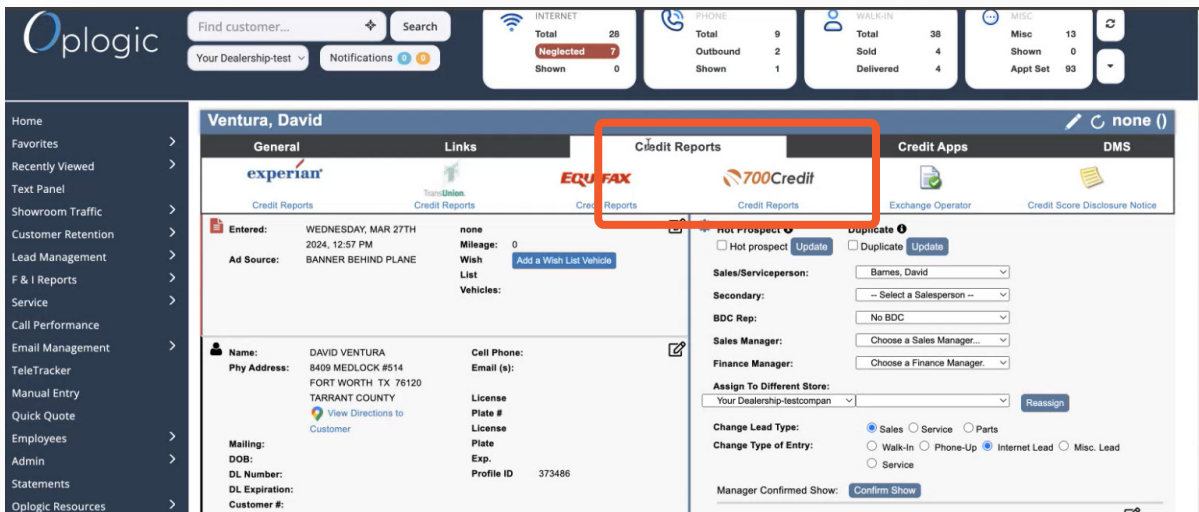 Oplogic
Find customer...
Search
Your Dealership-test
Notifications 0 0
INTERNET
Total 28
Neglected 7
Shown 0
PHONE
Total 9
Outbound 2
Shown 1
WALK-IN
Total 38
Sold 4
Delivered 4
MISC
Misc 13
Shown 0
Appt Set 93
Home
Favorites
Recently Viewed
Text Panel
Showroom Traffic
Customer Retention
Lead Management
F & I Reports
Service
Call Performance
Email Management
TeleTracker
Manual Entry
Quick Quote
Employees
Admin
Statements
Oplogic Resources
Ventura, David
none ()
General Links Credit Reports Credit Apps DMS
experian TransUnion. EQUIFAX 700Credit
Credit Reports Credit Reports Credit Reports Credit Reports Exchange Operator Credit Score Disclosure Notice
Entered: WEDNESDAY, MAR 27TH
2024, 12:57 PM
Ad Source: BANNER BEHIND PLANE
none
Mileage: 0
Wish Add a Wish List Vehicle
List
Vehicles:
Name: DAVID VENTURA
Phy Address: 8409 MEDLOCK #514
FORT WORTH TX 76120
TARRANT COUNTY
View Directions to
Customer
Mailing:
DOB:
DL Number:
DL Expiration:
Customer #:
Cell Phone:
Email (s):
License
Plate #
License
Plate
Exp.
Profile ID 373486
Hot Prospect Duplicate
Hot prospect Update Duplicate Update
Sales/Serviceperson: Barnes, David
Secondary: -- Select a Salesperson --
BDC Rep: No BDC
Sales Manager: Choose a Sales Manager...
Finance Manager: Choose a Finance Manager.
Assign To Different Store:
Your Dealership-testcompan Reassign
Change Lead Type: Sales Service Parts
Change Type of Entry: Walk-In Phone-Up Internet Lead Misc. Lead
Service
Manager Confirmed Show: Confirm Show